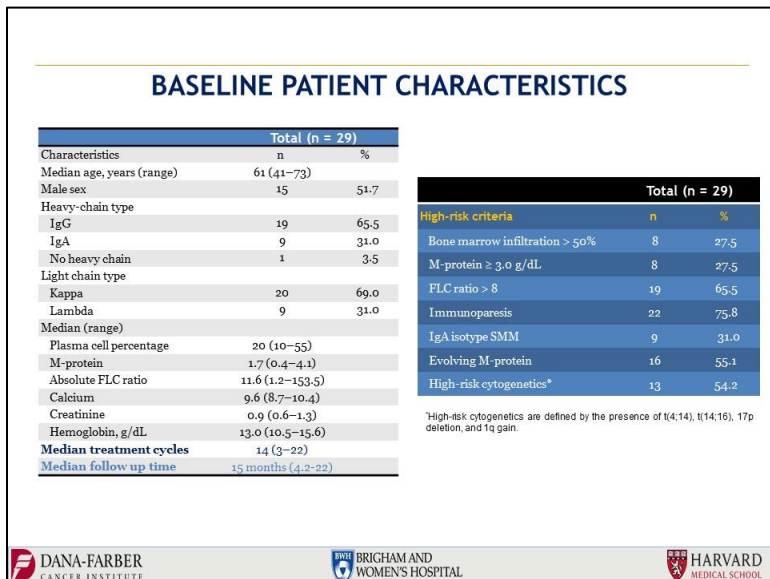 BASELINE PATIENT CHARACTERISTICS
Total (n = 29)
Characteristics n %
Median age, years (range) 61 (41–73)
Male sex 15 51.7
Heavy-chain type
IgG 19 65.5
IgA 9 31.0
No heavy chain 1 3.5
Light chain type
Kappa 20 69.0
Lambda 9 31.0
Median (range)
Plasma cell percentage 20 (10–55)
M-protein 1.7 (0.4–4.1)
Absolute FLC ratio 11.6 (1.2–153.5)
Calcium 9.6 (8.7–10.4)
Creatinine 0.9 (0.6–1.3)
Hemoglobin, g/dL 13.0 (10.5–15.6)
Median treatment cycles 14 (3–22)
Median follow up time 15 months (4.2-22)
Total (n = 29)
High-risk criteria n %
Bone marrow infiltration > 50% 8 27.5
M-protein ≥ 3.0 g/dL 8 27.5
FLC ratio > 8 19 65.5
Immunoparesis 22 75.8
IgA isotype SMM 9 31.0
Evolving M-protein 16 55.1
High-risk cytogenetics* 13 54.2
*High-risk cytogenetics are defined by the presence of t(4;14), t(14;16), 17p
deletion, and 1q gain.
DANA-FARBER
CANCER INSTITUTE
BWH BRIGHAM AND
WOMEN'S HOSPITAL
HARVARD
MEDICAL SCHOOL